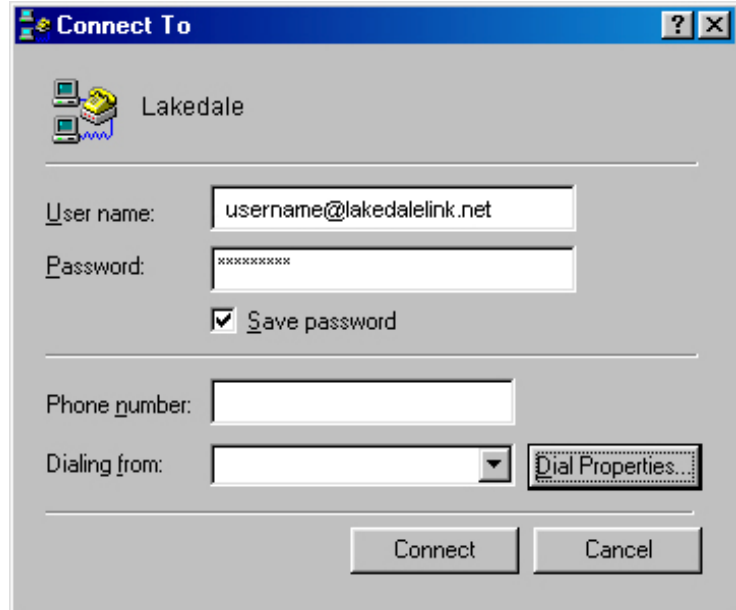 Connect To
Lakedale
User name: username@lakedalelink.net
Password: *********
Save password
Phone number:
Dialing from: Dial Properties...
Connect Cancel